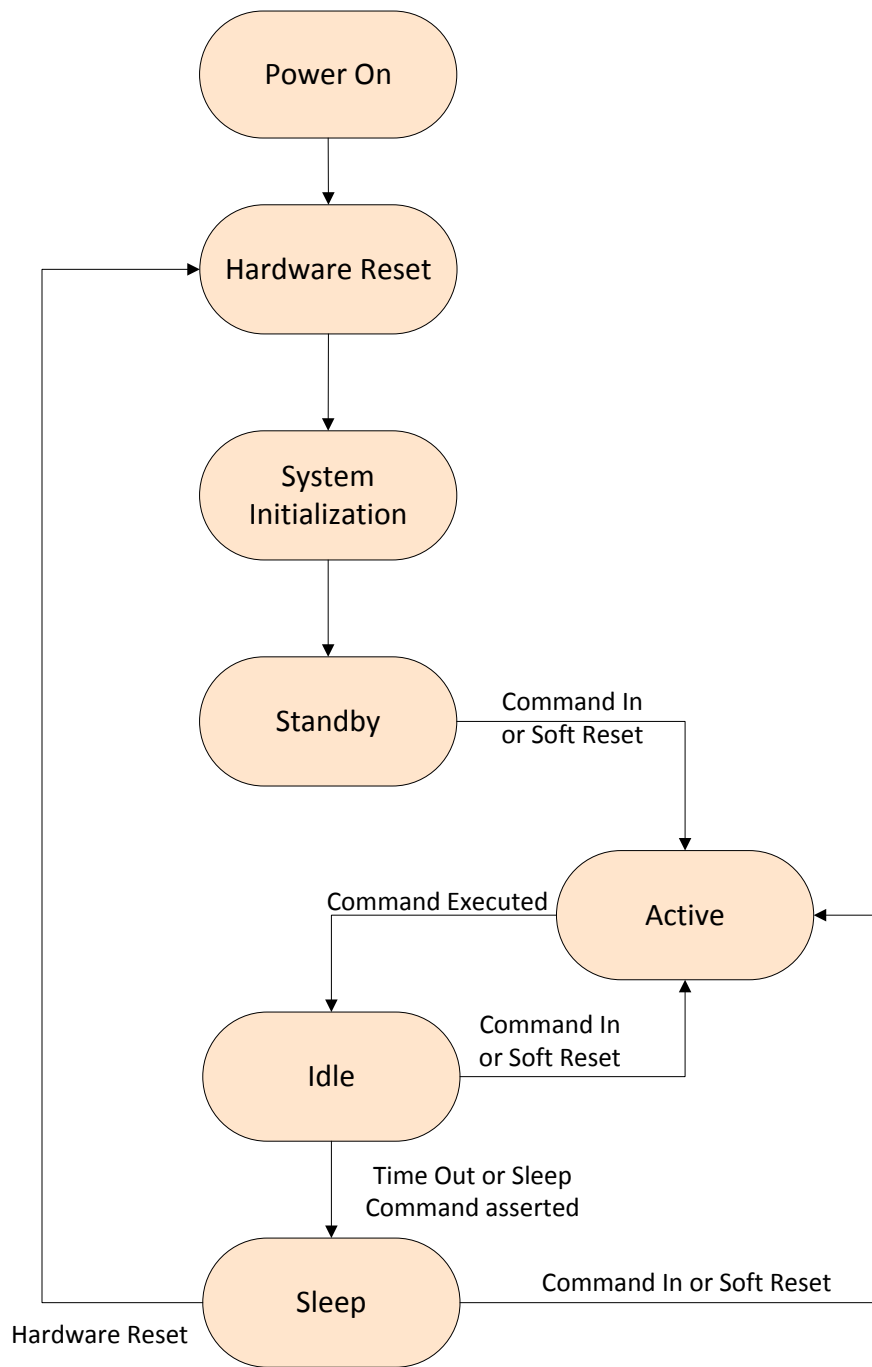 Power On
Hardware Reset
System
Initialization
Standby
Command In
or Soft Reset
Active
Command Executed
Command In
or Soft Reset
Idle
Time Out or Sleep
Command asserted
Sleep
Command In or Soft Reset
Hardware Reset